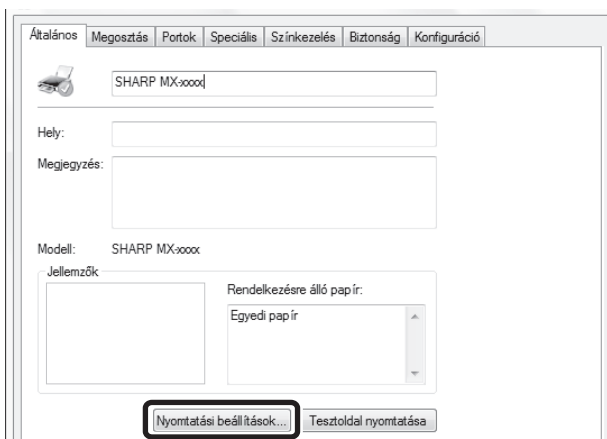 Általános Megosztás Portok Speciális Színkezelés Biztonság Konfiguráció
SHARP MX-xxxx
Hely:
Megjegyzés:
Modell: SHARP MX-xxxx
Jellemzők
Rendelkezésre álló papír:
Egyedi papír
Nyomtatási beállítások... Tesztoldal nyomtatása